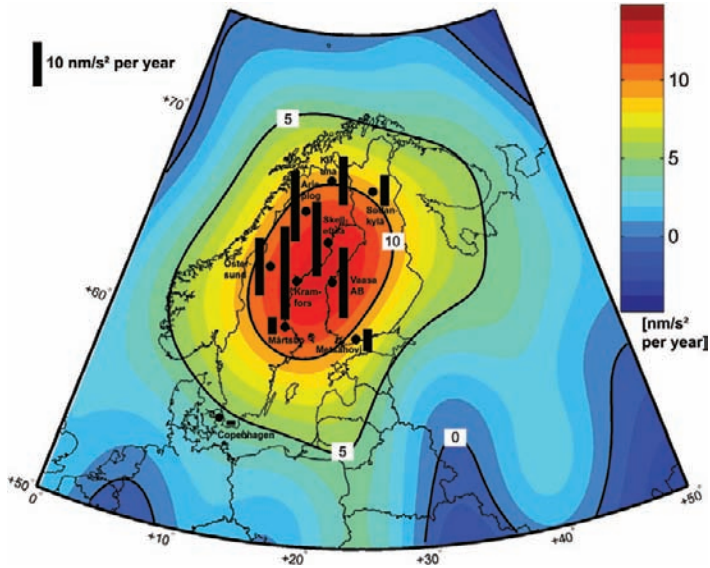 10 nm/s² per year
+70°
5
Ki-
runa
Arje-
plog
Sodan-
kylä
Skell-
eftea
10
Öster-
sund
Vaasa
AB
Kram-
fors
+60°
Mårtsbo
Metsähovi
Copenhagen
5
0
+50°
0°
+10°
+20°
+30°
+40°
+50°
10
5
0
[nm/s²
per year]